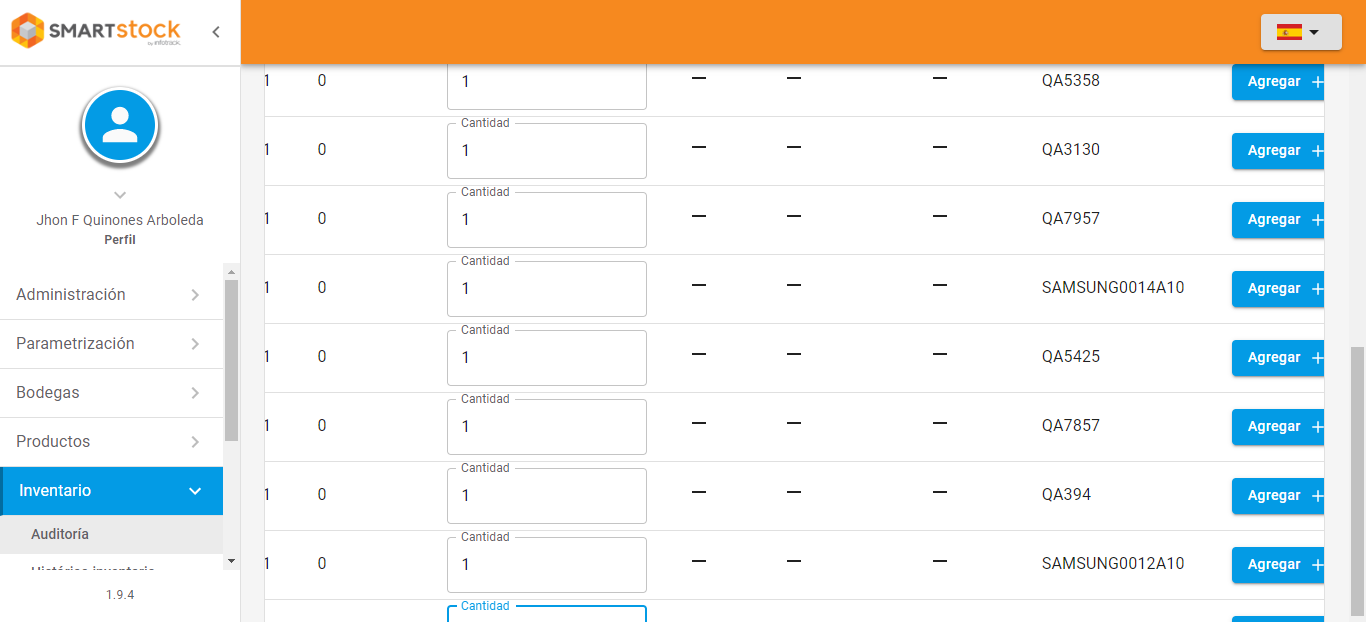 SMARTstock
by infotrack.
Jhon F Quinones Arboleda
Perfil
Administración
Parametrización
Bodegas
Productos
Inventario
Auditoría
Histórico inventario
1.9.4
1 0 1 — — — QA5358 Agregar +
Cantidad
1 0 1 — — — QA3130 Agregar +
Cantidad
1 0 1 — — — QA7957 Agregar +
Cantidad
1 0 1 — — — SAMSUNG0014A10 Agregar +
Cantidad
1 0 1 — — — QA5425 Agregar +
Cantidad
1 0 1 — — — QA7857 Agregar +
Cantidad
1 0 1 — — — QA394 Agregar +
Cantidad
1 0 1 — — — SAMSUNG0012A10 Agregar +
Cantidad